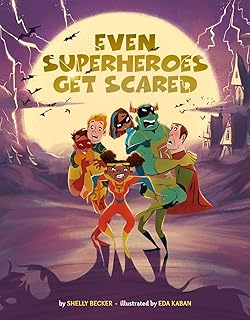 EVEN
SUPERHEROES
GET SCARED
by SHELLY BECKER • illustrated by EDA KABAN